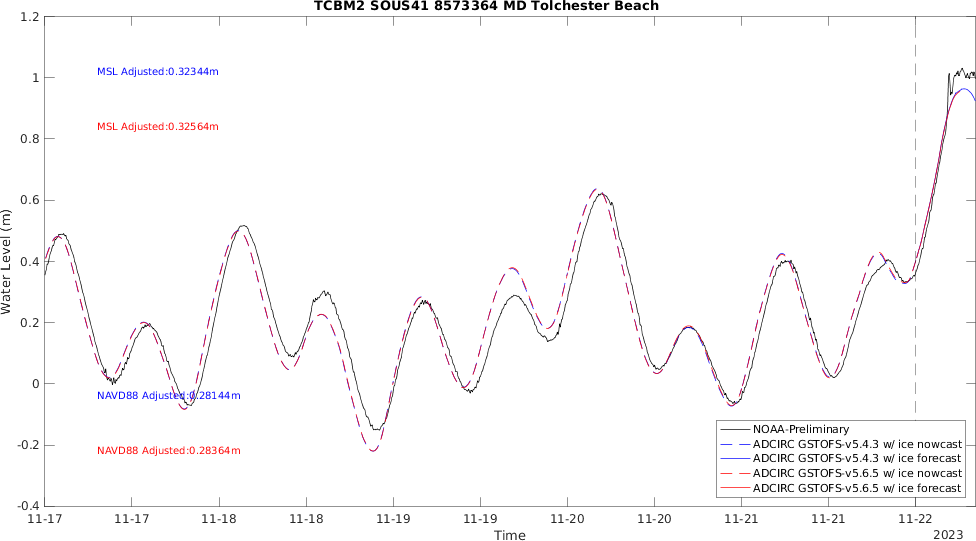 TCBM2 SOUS41 8573364 MD Tolchester Beach
1.2
1
0.8
0.6
0.4
0.2
0
-0.2
-0.4
Water Level (m)
MSL Adjusted:0.32344m
MSL Adjusted:0.32564m
NAVD88 Adjusted:0.28144m
NAVD88 Adjusted:0.28364m
NOAA-Preliminary
ADCIRC GSTOFS-v5.4.3 w/ ice nowcast
ADCIRC GSTOFS-v5.4.3 w/ ice forecast
ADCIRC GSTOFS-v5.6.5 w/ ice nowcast
ADCIRC GSTOFS-v5.6.5 w/ ice forecast
11-17 11-17 11-18 11-18 11-19 11-19 11-20 11-20 11-21 11-21 11-22
Time
2023